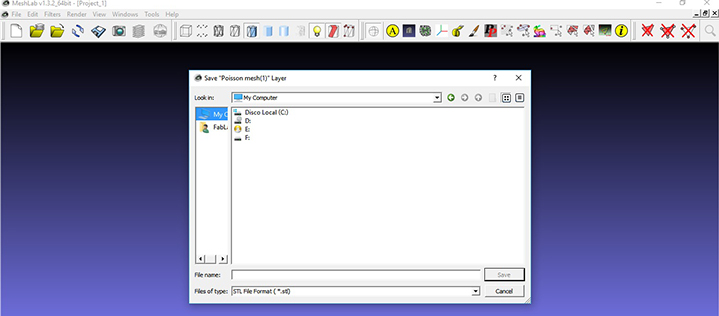 MeshLab v1.3.2_64bit - [Project_1]
File Edit Filters Render View Windows Tools Help
A
i
Save "Poisson mesh(1)" Layer
?
Look in:
My Computer
My C
FabLa
Disco Local (C:)
D:
E:
F:
File name:
Save
Files of type:
STL File Format ( *.stl)
Cancel